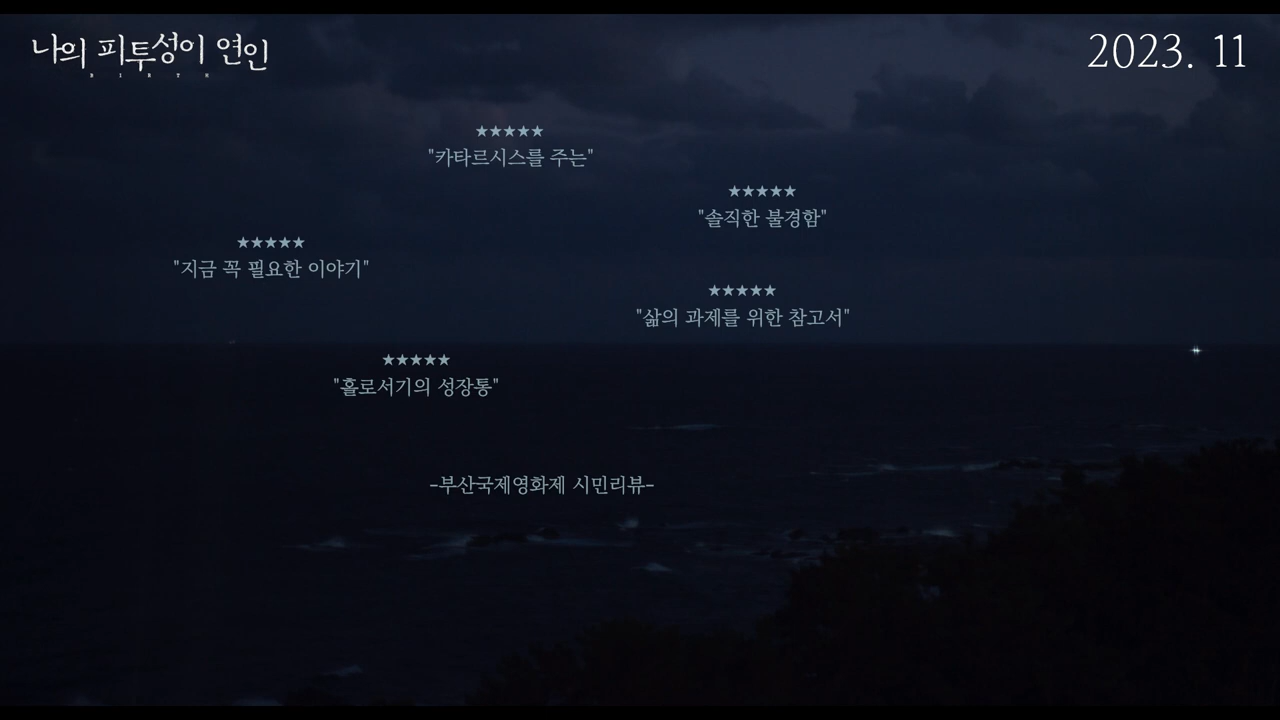 나의 피투성이 연인
BIRTH
2023. 11
★★★★★
"카타르시스를 주는"
★★★★★
"솔직한 불경함"
★★★★★
"지금 꼭 필요한 이야기"
★★★★★
"삶의 과제를 위한 참고서"
★★★★★
"홀로서기의 성장통"
-부산국제영화제 시민리뷰-